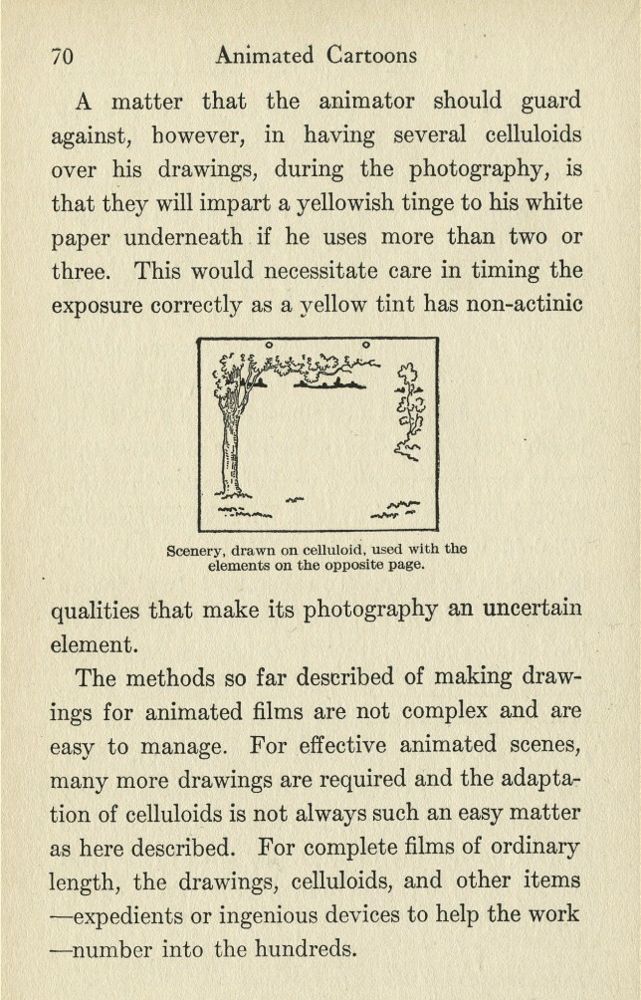 70 Animated Cartoons
A matter that the animator should guard
against, however, in having several celluloids
over his drawings, during the photography, is
that they will impart a yellowish tinge to his white
paper underneath if he uses more than two or
three. This would necessitate care in timing the
exposure correctly as a yellow tint has non-actinic
Scenery, drawn on celluloid, used with the
elements on the opposite page.
qualities that make its photography an uncertain
element.
The methods so far described of making draw-
ings for animated films are not complex and are
easy to manage. For effective animated scenes,
many more drawings are required and the adapta-
tion of celluloids is not always such an easy matter
as here described. For complete films of ordinary
length, the drawings, celluloids, and other items
—expedients or ingenious devices to help the work
—number into the hundreds.